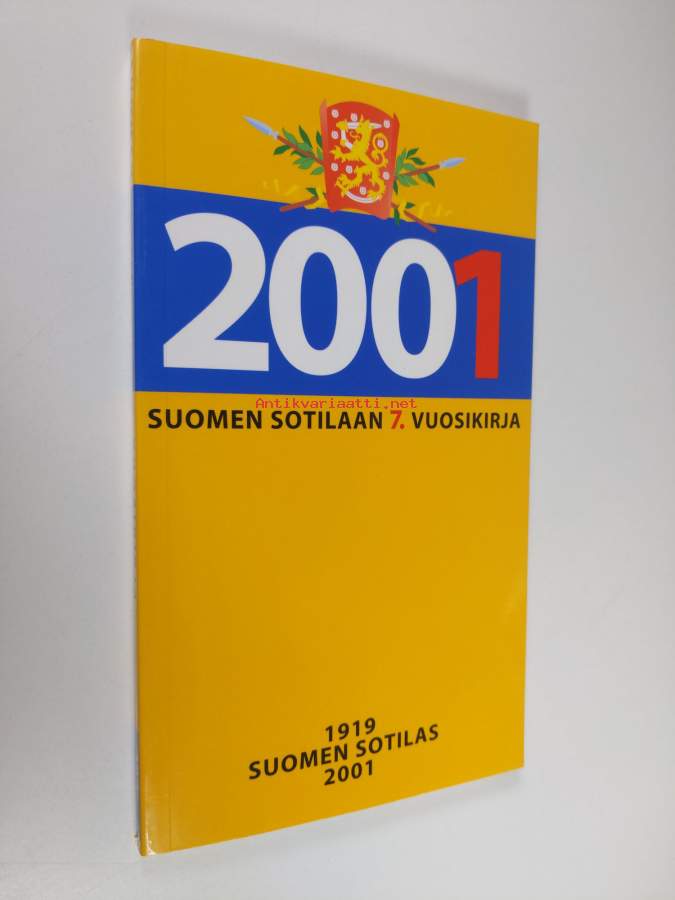 2001
Antikvariaatti.net
SUOMEN SOTILAAN 7. VUOSIKIRJA
1919
SUOMEN SOTILAS
2001